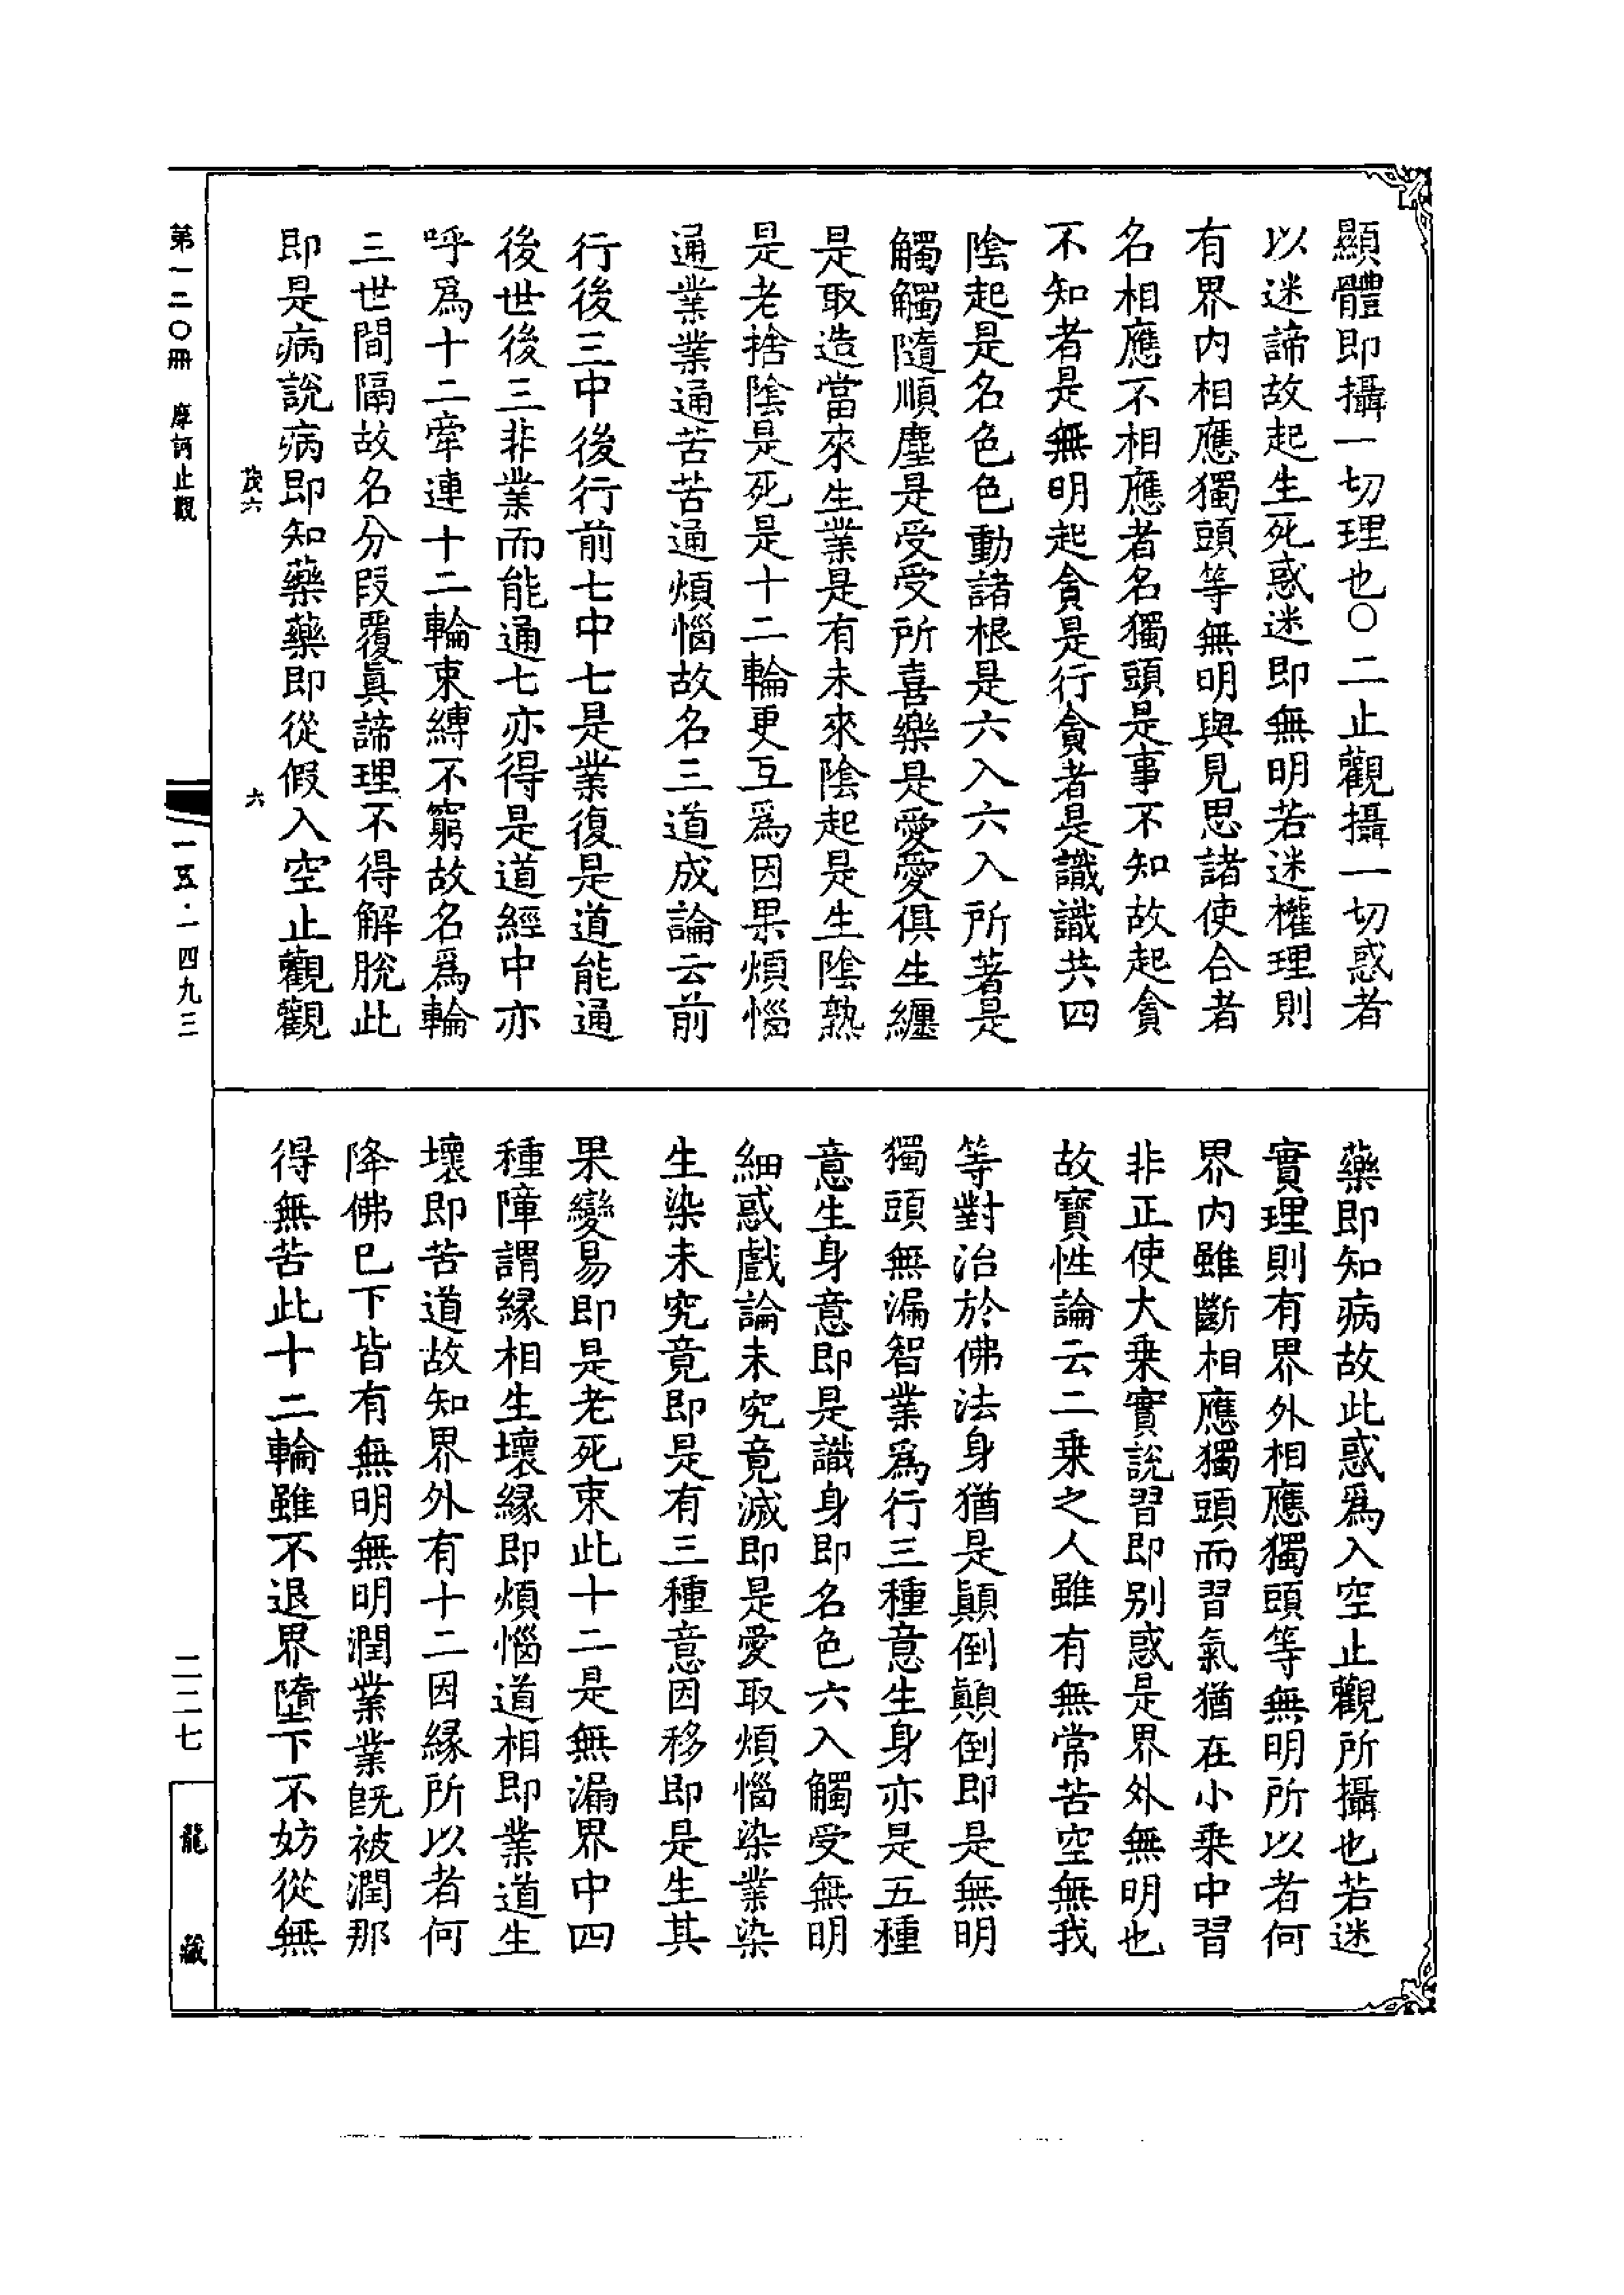 顯體即攝一切理也○二止觀攝一切惑者
以迷諦故起生死惑迷即無明若迷權理則
有界内相應獨頭等無明與見思諸使合者
名相應不相應者名獨頭是事不知故起貪
不知者是無明起貪是行貪者是識識共四
陰起是名色色動諸根是六入六入所著是
觸觸隨順塵是受受所喜樂是愛愛俱生纏
是取造當來生業是有未來陰起是生陰熟
是老捨陰是死是十二輪更互爲因果煩惱
通業業通苦苦通煩惱故名三道成論云前
行後三中後行前七中七是業復是道能通
後世後三非業而能通七亦得是道經中亦
呼爲十二牽連十二輪束縛不窮故名爲輪
三世間隔故名分段覆眞諦理不得解脫此
即是病說病即知藥藥即從假入空止觀觀
茂六
六
藥即知病故此惑爲入空止觀所攝也若迷
實理則有界外相應獨頭等無明所以者何
界内雖斷相應獨頭而習氣猶在小乗中習
非正使大乗實說習即别惑是界外無明也
故寶性論云二乗之人雖有無常苦空無我
等對治於佛法身猶是顛倒顛倒即是無明
獨頭無漏智業爲行三種意生身亦是五種
意生身意即是識身即名色六入觸受無明
細惑戲論未究竟滅即是愛取煩惱染業染
生染未究竟即是有三種意因移即是生其
果變易即是老死束此十二是無漏界中四
種障謂緣相生壞緣即煩惱道相即業道生
壞即苦道故知界外有十二因緣所以者何
降佛已下皆有無明無明潤業業旣被潤那
得無苦此十二輪雖不退界墮下不妨從無
第一二〇冊 摩訶止觀
一五·一四九三
二二七
龍藏